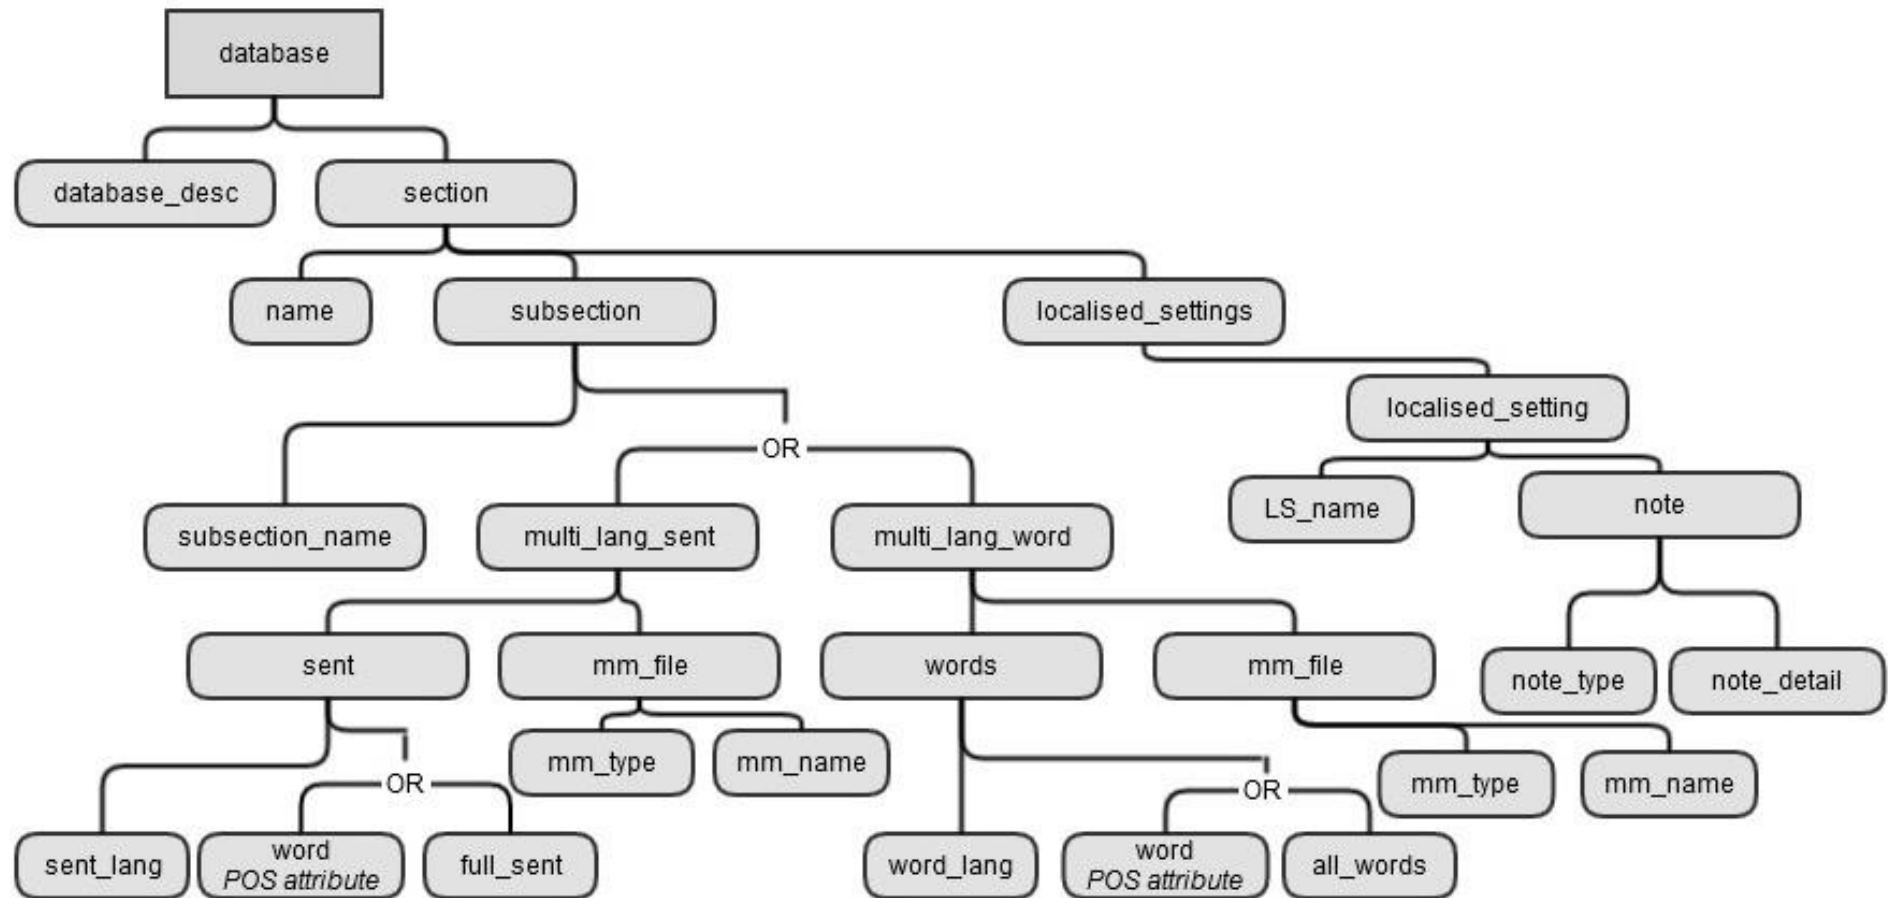 database
database_desc
section
name
subsection
localised_settings
localised_setting
OR
subsection_name
multi_lang_sent
multi_lang_word
LS_name
note
sent
mm_file
words
mm_file
note_type
note_detail
mm_type
mm_name
OR
OR
mm_type
mm_name
sent_lang
word
POS attribute
full_sent
word_lang
word
POS attribute
all_words